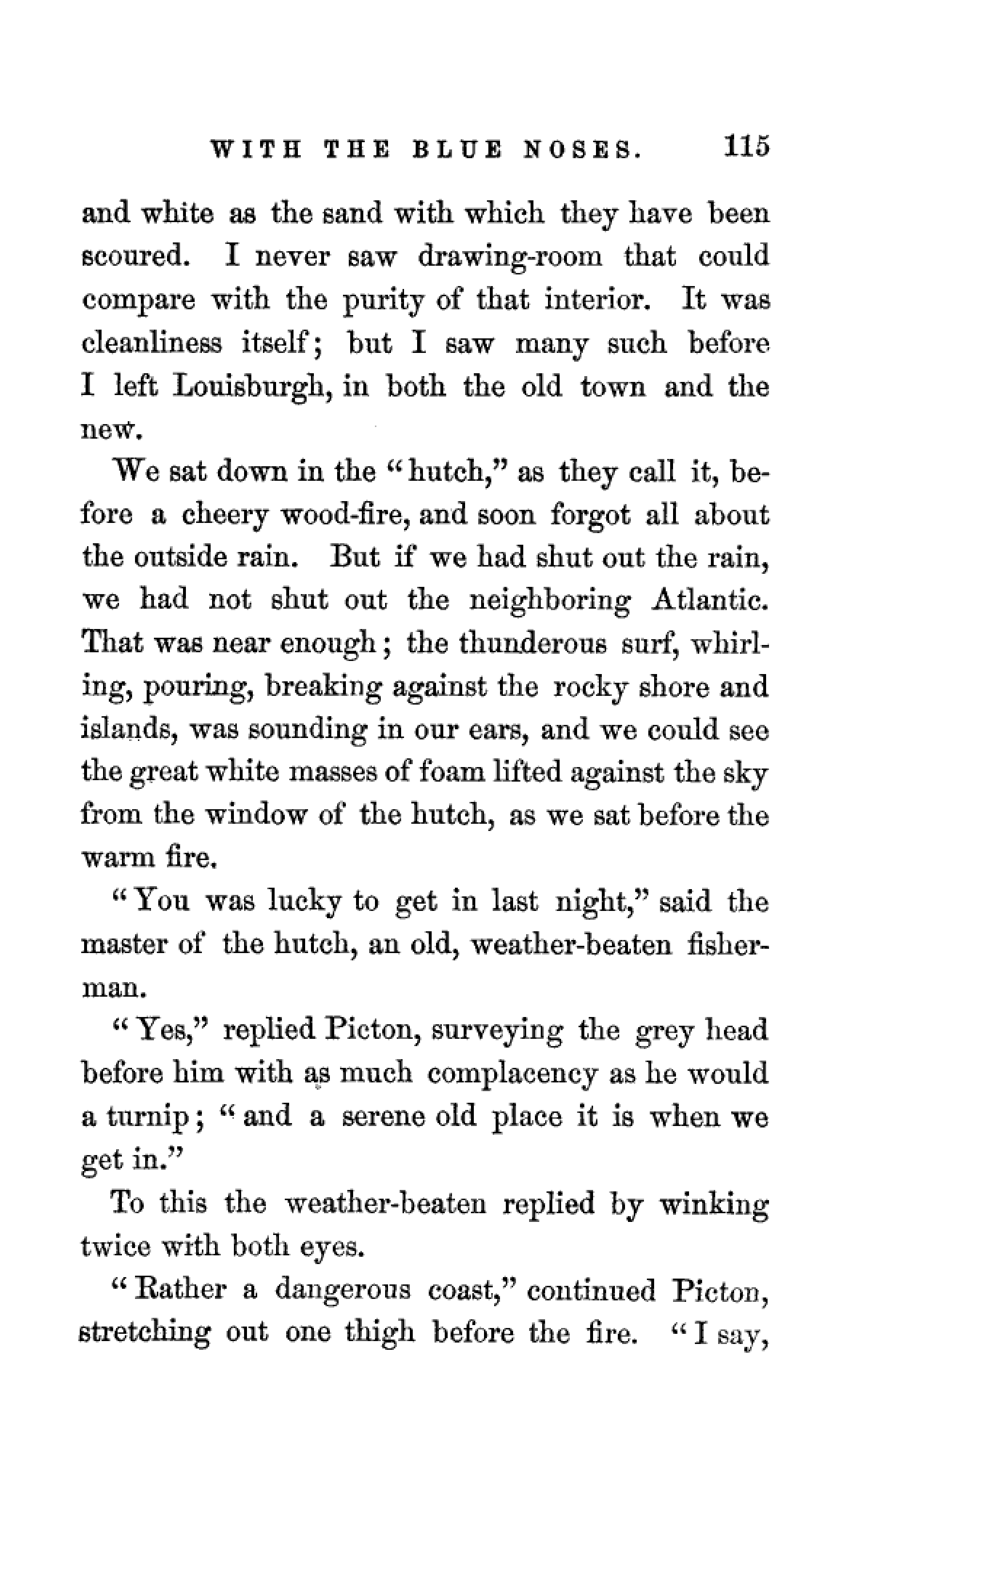 WITH THE BLUE NOSES. 115
and white as the sand with which they have been
scoured. I never saw drawing-room that could
compare with the purity of that interior. It was
cleanliness itself; but I saw many such before
I left Louisburgh, in both the old town and the
new.
We sat down in the “hutch,” as they call it, be-
fore a cheery wood-fire, and soon forgot all about
the outside rain. But if we had shut out the rain,
we had not shut out the neighboring Atlantic.
That was near enough; the thunderous surf, whirl-
ing, pouring, breaking against the rocky shore and
islands, was sounding in our ears, and we could see
the great white masses of foam lifted against the sky
from the window of the hutch, as we sat before the
warm fire.
“You was lucky to get in last night,” said the
master of the hutch, an old, weather-beaten fisher-
man.
“Yes,” replied Picton, surveying the grey head
before him with as much complacency as he would
a turnip; “and a serene old place it is when we
get in.”
To this the weather-beaten replied by winking
twice with both eyes.
“Rather a dangerous coast,” continued Picton,
stretching out one thigh before the fire. “I say,